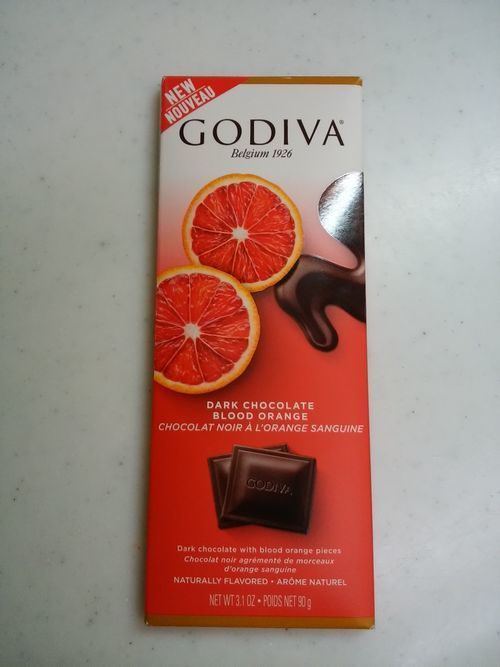 NEW
NOUVEAU
GODIVA®
Belgium 1926
DARK CHOCOLATE
BLOOD ORANGE
CHOCOLAT NOIR À L'ORANGE SANGUINE
GODIVA
Dark chocolate with blood orange pieces
Chocolat noir agrémenté de morceaux
d'orange sanguine
NATURALLY FLAVORED • ARÔME NATUREL
NET WT 3.1 OZ • POIDS NET 90 g